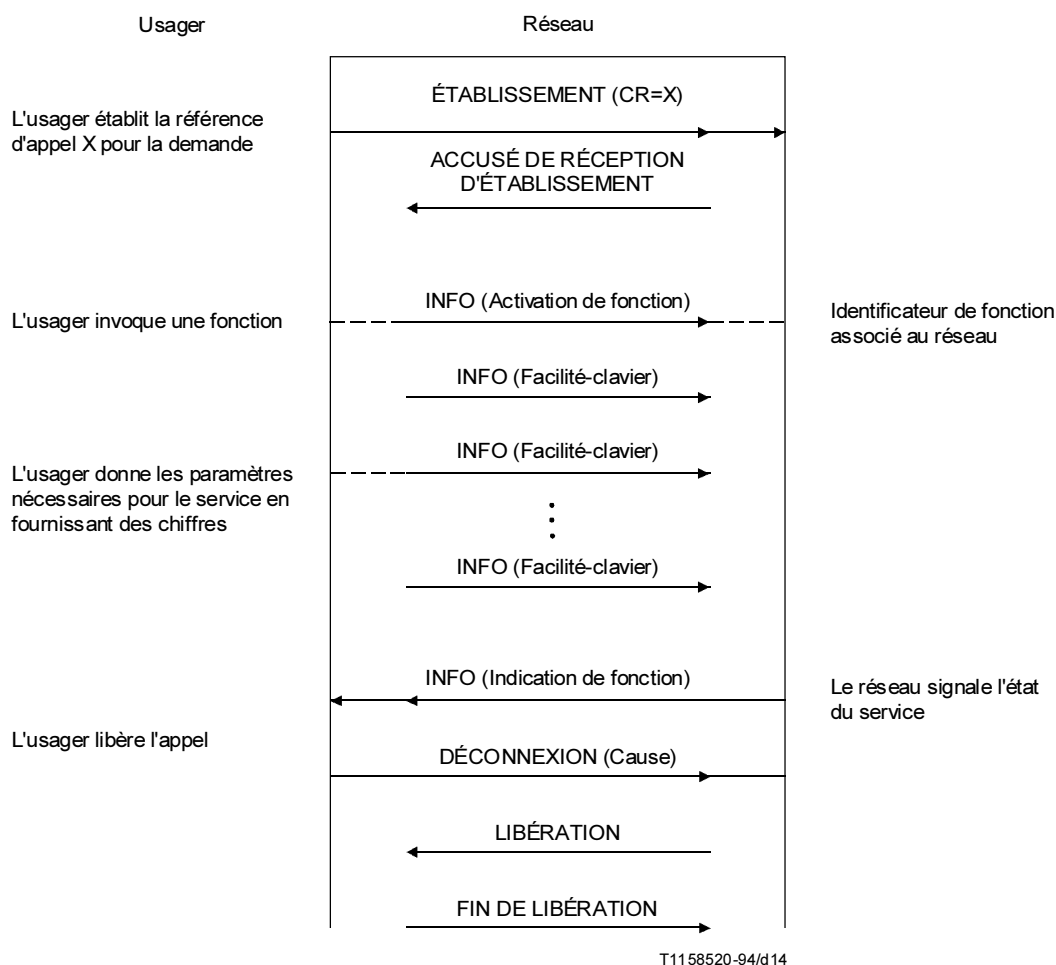 Usager
Réseau
ÉTABLISSEMENT (CR=X)
L'usager établit la référence
d'appel X pour la demande
ACCUSÉ DE RÉCEPTION
D'ÉTABLISSEMENT
INFO (Activation de fonction)
L'usager invoque une fonction
Identificateur de fonction
associé au réseau
INFO (Facilité-clavier)
INFO (Facilité-clavier)
L'usager donne les paramètres
nécessaires pour le service en
fournissant des chiffres
INFO (Facilité-clavier)
INFO (Indication de fonction)
Le réseau signale l'état
du service
L'usager libère l'appel
DÉCONNEXION (Cause)
LIBÉRATION
FIN DE LIBÉRATION
T1158520-94/d14